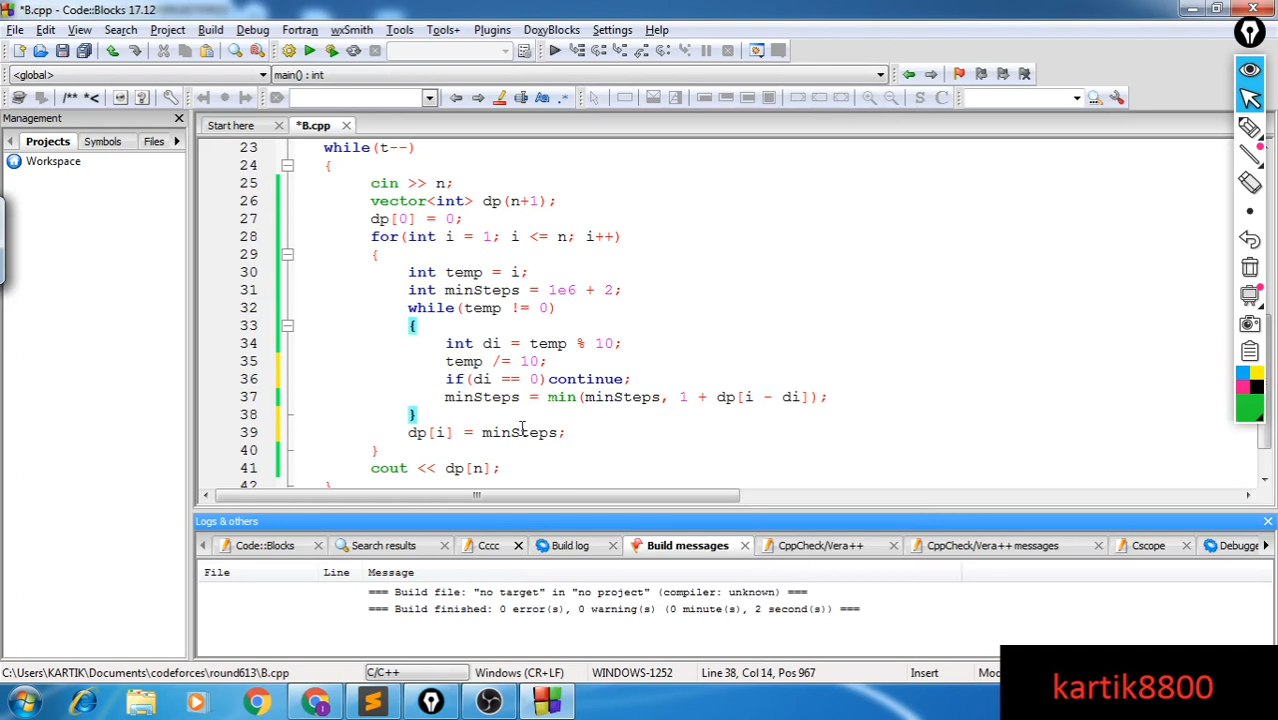 *B.cpp - Code::Blocks 17.12
File Edit View Search Project Build Debug Fortran wxSmith Tools Tools+ Plugins DoxyBlocks Settings Help
<global> main() : int
/** *<
S C
Management
Start here *B.cpp
Projects Symbols Files
Workspace
23 while(t--)
24 {
25 cin >> n;
26 vector<int> dp(n+1);
27 dp[0] = 0;
28 for(int i = 1; i <= n; i++)
29 {
30 int temp = i;
31 int minSteps = 1e6 + 2;
32 while(temp != 0)
33 {
34 int di = temp % 10;
35 temp /= 10;
36 if(di == 0)continue;
37 minSteps = min(minSteps, 1 + dp[i - di]);
38 }
39 dp[i] = minSteps;
40 }
41 cout << dp[n];
42 }
Logs & others
Code::Blocks Search results Cccc Build log Build messages CppCheck/Vera++ CppCheck/Vera++ messages Cscope Debugge
File Line Message
=== Build file: "no target" in "no project" (compiler: unknown) ===
=== Build finished: 0 error(s), 0 warning(s) (0 minute(s), 2 second(s)) ===
C:\Users\KARTIK\Documents\codeforces\round613\B.cpp C/C++ Windows (CR+LF) WINDOWS-1252 Line 38, Col 14, Pos 967 Insert Mod
kartik8800